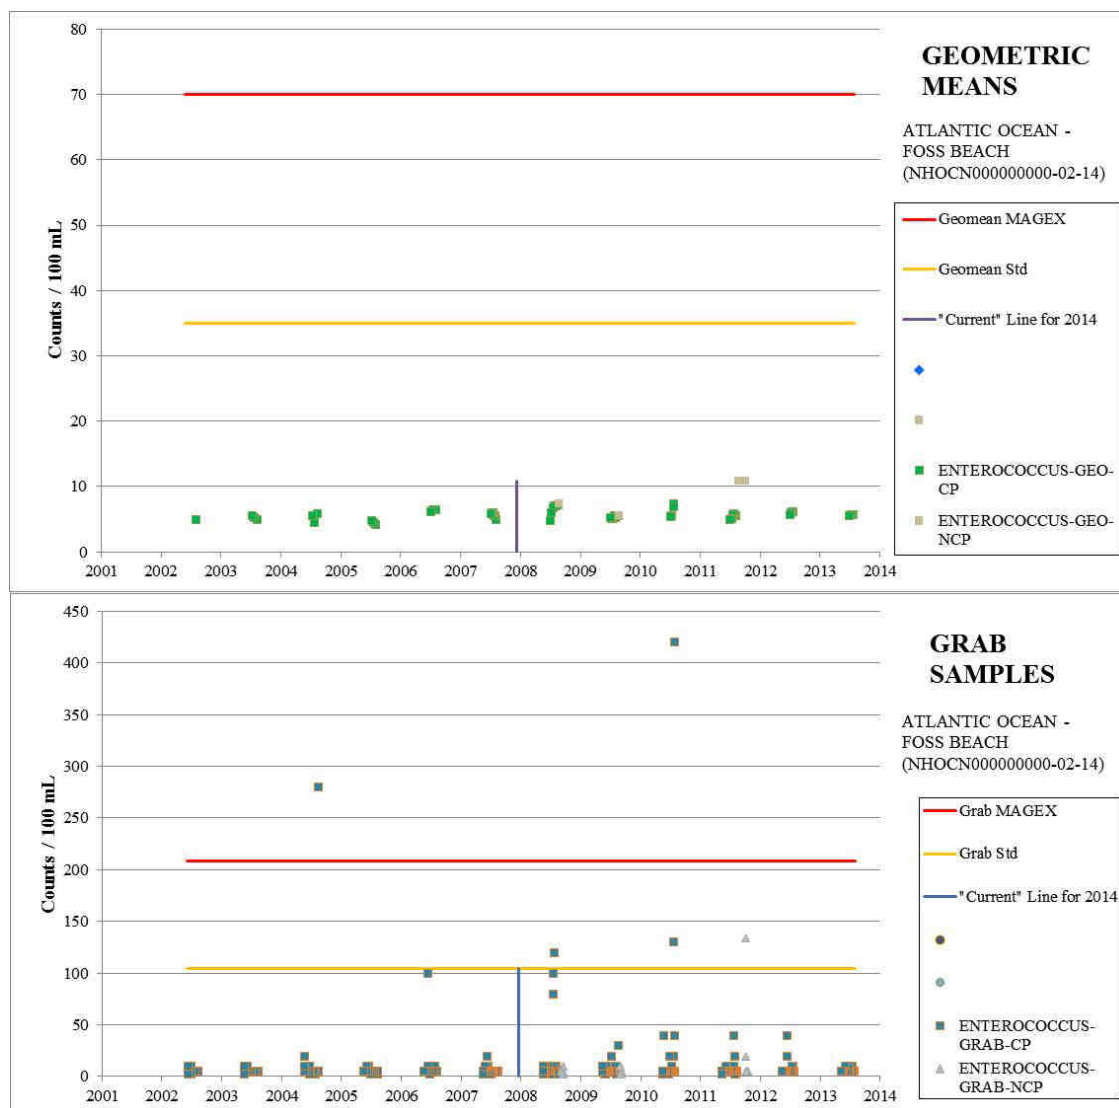 80
70
60
50
40
30
20
10
0
Counts / 100 mL
2001 2002 2003 2004 2005 2006 2007 2008 2009 2010 2011 2012 2013 2014
GEOMETRIC
MEANS
ATLANTIC OCEAN -
FOSS BEACH
(NHOCN000000000-02-14)
Geomean MAGEX
Geomean Std
"Current" Line for 2014
ENTEROCOCCUS-GEO-
CP
ENTEROCOCCUS-GEO-
NCP
450
400
350
300
250
200
150
100
50
0
Counts / 100 mL
2001 2002 2003 2004 2005 2006 2007 2008 2009 2010 2011 2012 2013 2014
GRAB
SAMPLES
ATLANTIC OCEAN -
FOSS BEACH
(NHOCN000000000-02-14)
Grab MAGEX
Grab Std
"Current" Line for 2014
ENTEROCOCCUS-
GRAB-CP
ENTEROCOCCUS-
GRAB-NCP